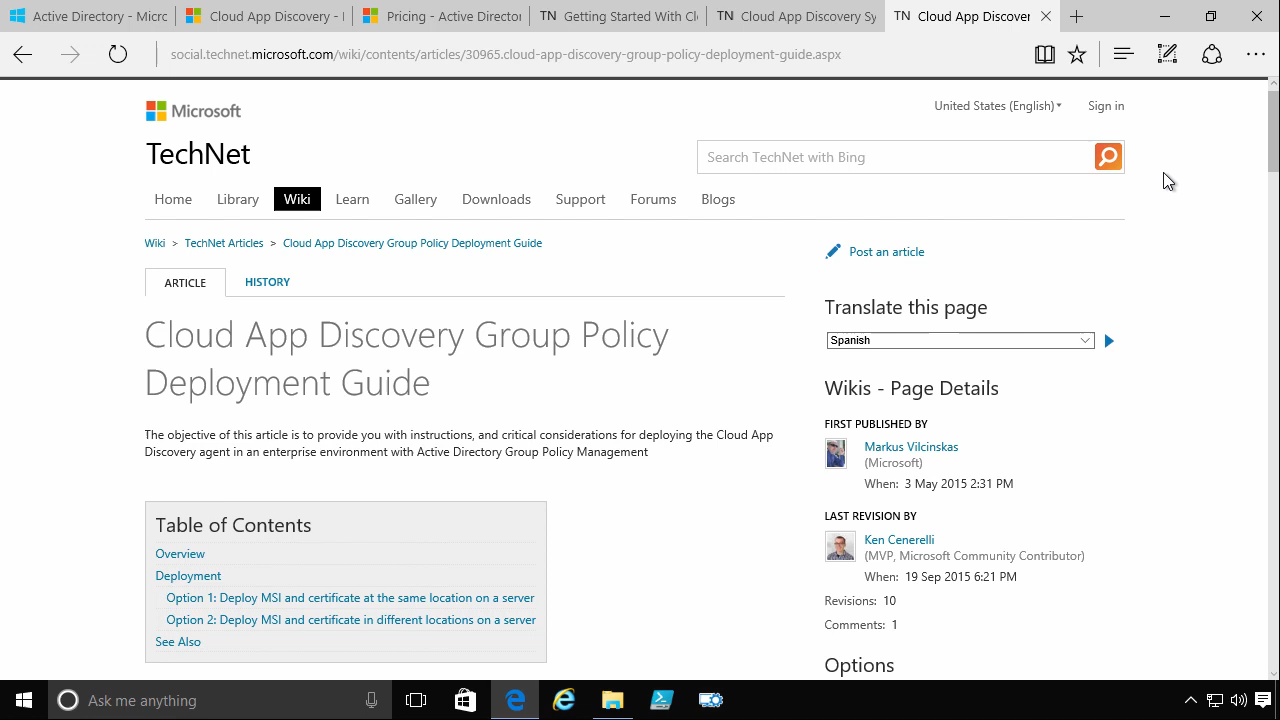 Active Directory - Micro
Cloud App Discovery -
Pricing - Active Director
TN Getting Started With Cl
TN Cloud App Discovery Sy
TN Cloud App Discover
social.technet.microsoft.com/wiki/contents/articles/30965.cloud-app-discovery-group-policy-deployment-guide.aspx
Microsoft
United States (English)
Sign in
TechNet
Search TechNet with Bing
Home
Library
Wiki
Learn
Gallery
Downloads
Support
Forums
Blogs
Wiki > TechNet Articles > Cloud App Discovery Group Policy Deployment Guide
Post an article
ARTICLE
HISTORY
Cloud App Discovery Group Policy
Deployment Guide
The objective of this article is to provide you with instructions, and critical considerations for deploying the Cloud App
Discovery agent in an enterprise environment with Active Directory Group Policy Management
Table of Contents
Overview
Deployment
Option 1: Deploy MSI and certificate at the same location on a server
Option 2: Deploy MSI and certificate in different locations on a server
See Also
Translate this page
Spanish
Wikis - Page Details
FIRST PUBLISHED BY
Markus Vilcinskas
(Microsoft)
When: 3 May 2015 2:31 PM
LAST REVISION BY
Ken Cenerelli
(MVP, Microsoft Community Contributor)
When: 19 Sep 2015 6:21 PM
Revisions: 10
Comments: 1
Options
Ask me anything